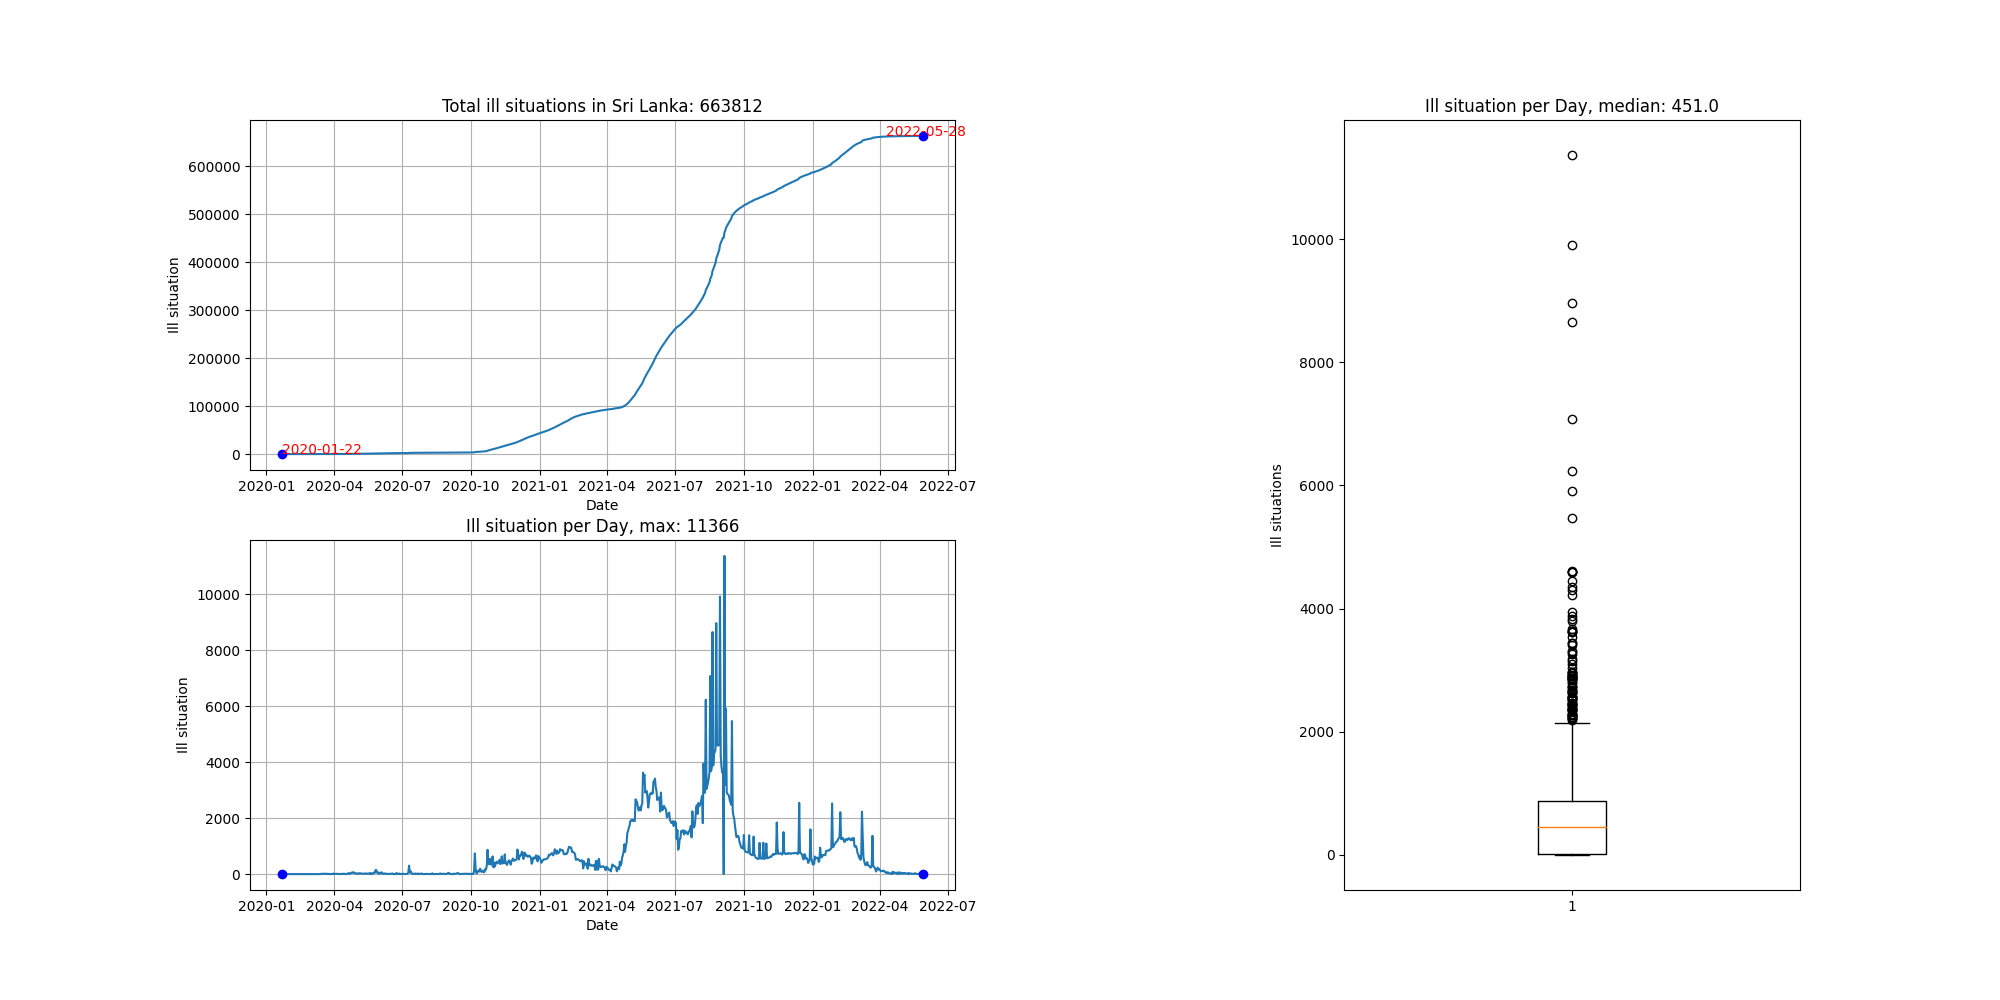 Total ill situations in Sri Lanka: 663812
2022-05-28
600000
500000
400000
300000
200000
100000
0
Ill situation
2020-01-22
2020-01 2020-04 2020-07 2020-10 2021-01 2021-04 2021-07 2021-10 2022-01 2022-04 2022-07
Date
Ill situation per Day, max: 11366
10000
8000
6000
4000
2000
0
Ill situation
2020-01 2020-04 2020-07 2020-10 2021-01 2021-04 2021-07 2021-10 2022-01 2022-04 2022-07
Date
Ill situation per Day, median: 451.0
10000
8000
6000
4000
2000
0
Ill situations
1